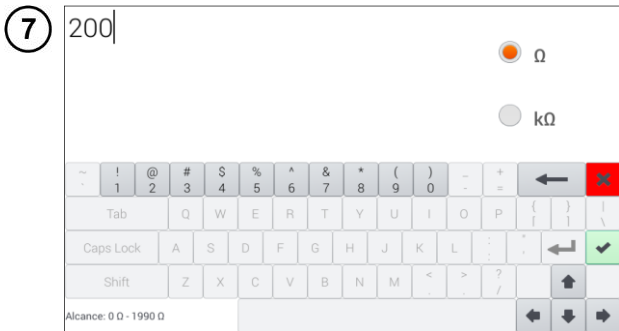 7
200
Ω
kΩ
~ ! @ # $ % ^ & * ( ) _ +
` 1 2 3 4 5 6 7 8 9 0 - =
Tab Q W E R T Y U I O P { } |
[ ] \
Caps Lock A S D F G H J K L : "
; '
Shift Z X C V B N M < > ?
, . /
Alcance: 0 Ω - 1990 Ω